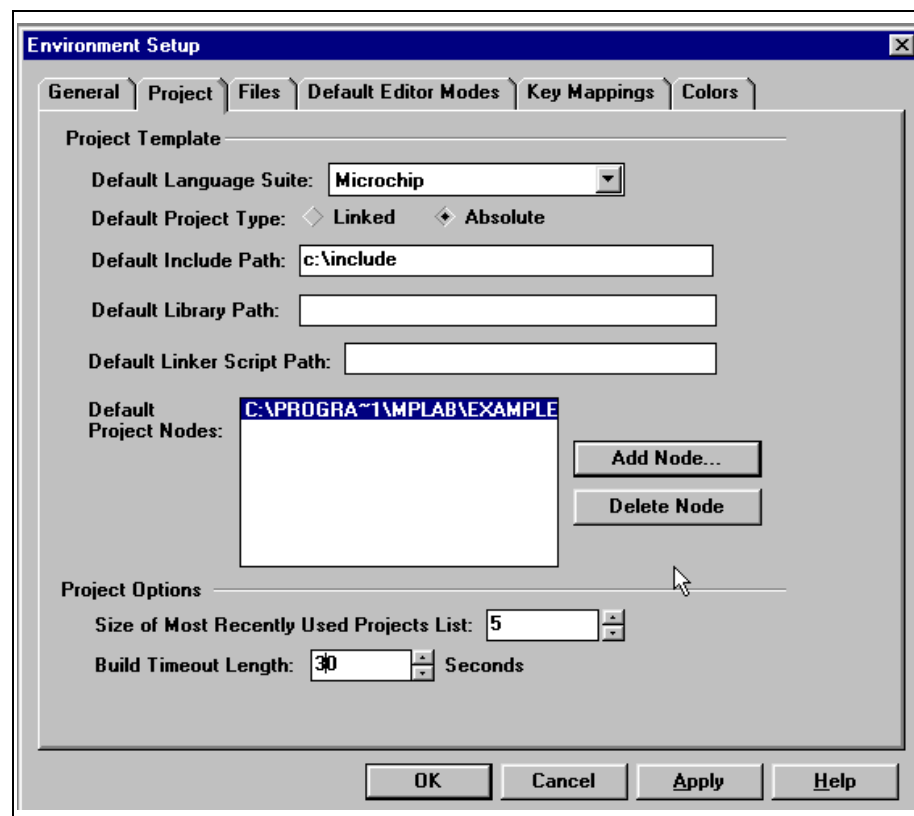 Environment Setup
General Project Files Default Editor Modes Key Mappings Colors
Project Template
Default Language Suite: Microchip
Default Project Type: Linked Absolute
Default Include Path: c:\include
Default Library Path:
Default Linker Script Path:
Default
Project Nodes:
C:\PROGRA~1\MPLAB\EXAMPLE
Add Node...
Delete Node
Project Options
Size of Most Recently Used Projects List: 5
Build Timeout Length: 30 Seconds
OK Cancel Apply Help